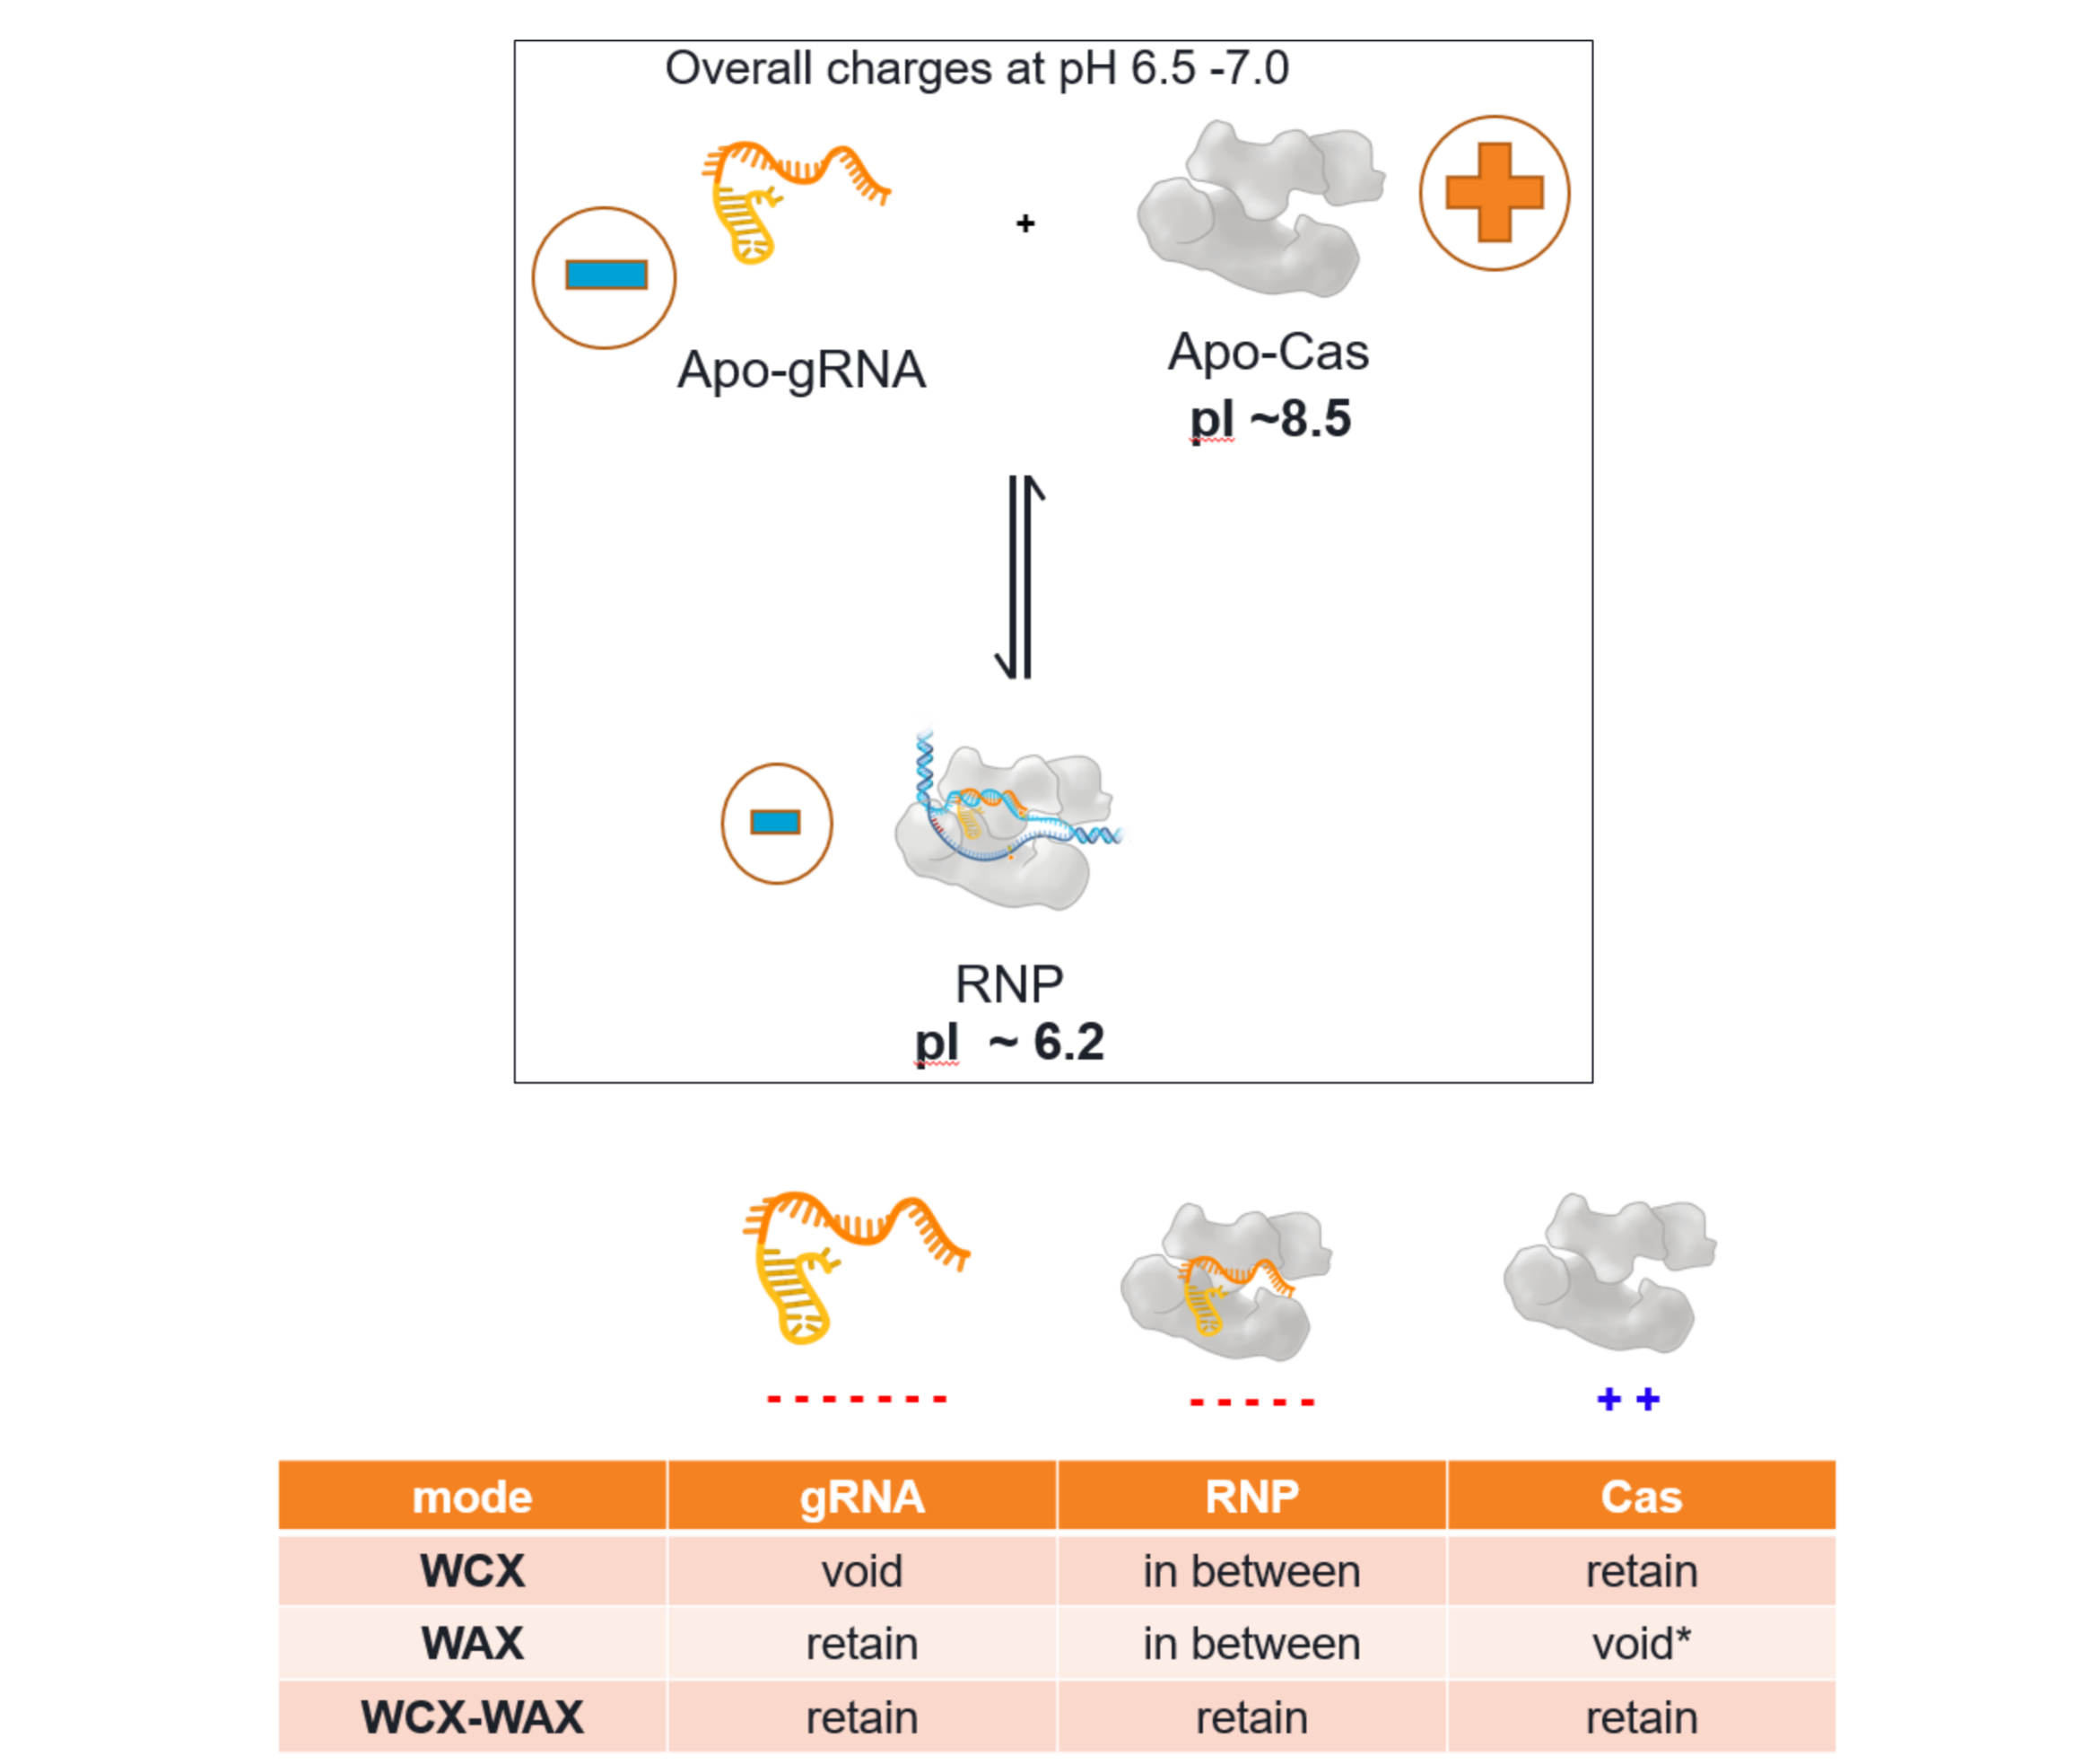 Overall charges at pH 6.5 -7.0
+
Apo-gRNA
Apo-Cas
pI ~8.5
RNP
pI ~ 6.2
- - - - - - -
- - - - -
+ +
mode gRNA RNP Cas
WCX void in between retain
WAX retain in between void*
WCX-WAX retain retain retain